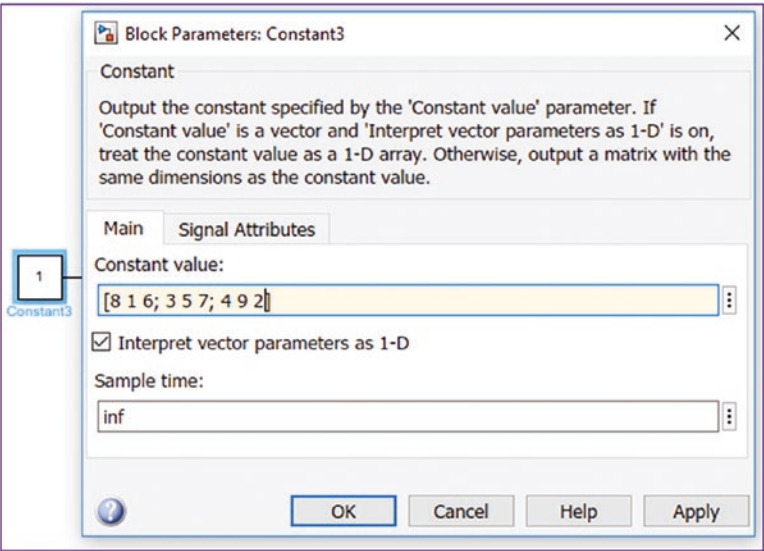 Block Parameters: Constant3
Constant
Output the constant specified by the 'Constant value' parameter. If
'Constant value' is a vector and 'Interpret vector parameters as 1-D' is on,
treat the constant value as a 1-D array. Otherwise, output a matrix with the
same dimensions as the constant value.
Main Signal Attributes
Constant value:
[8 1 6; 3 5 7; 4 9 2]
Interpret vector parameters as 1-D
Sample time:
inf
OK Cancel Help Apply
1
Constant3